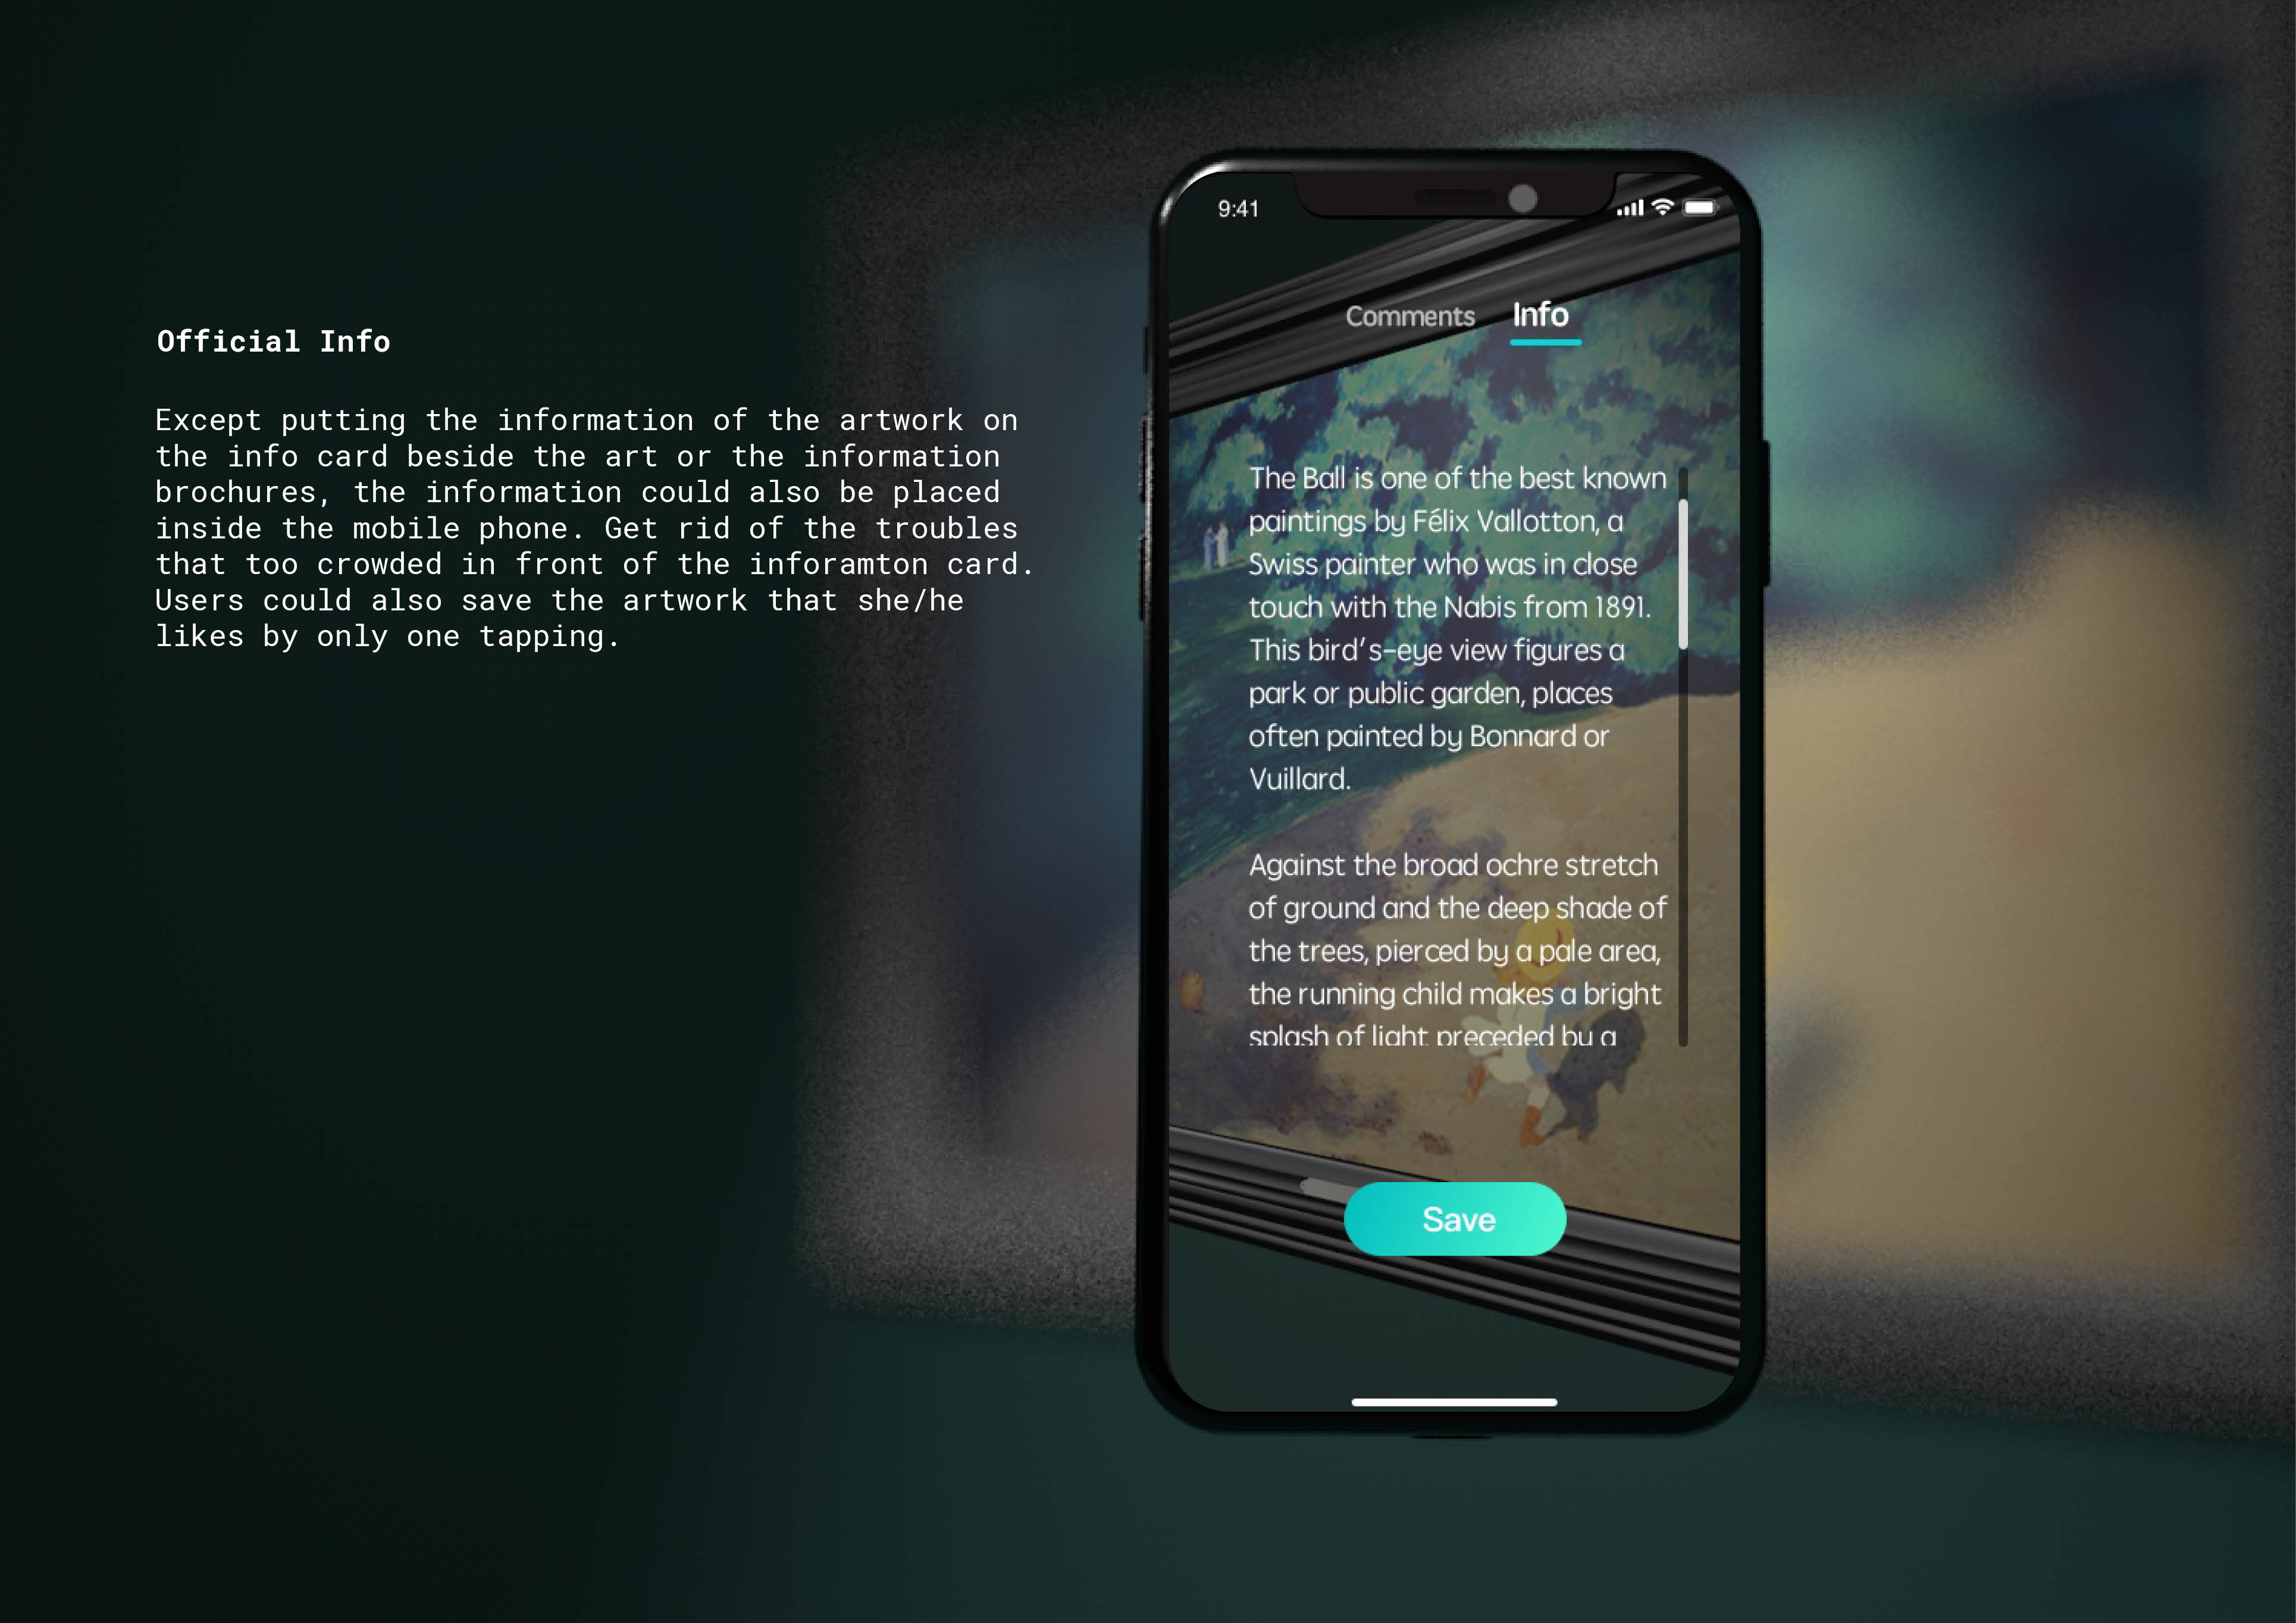 Official Info
Except putting the information of the artwork on
the info card beside the art or the information
brochures, the information could also be placed
inside the mobile phone. Get rid of the troubles
that too crowded in front of the inforamton card.
Users could also save the artwork that she/he
likes by only one tapping.
9:41
Comments Info
The Ball is one of the best known
paintings by Félix Vallotton, a
Swiss painter who was in close
touch with the Nabis from 1891.
This bird's-eye view figures a
park or public garden, places
often painted by Bonnard or
Vuillard.
Against the broad ochre stretch
of ground and the deep shade of
the trees, pierced by a pale area,
the running child makes a bright
splash of light preceded by a
Save